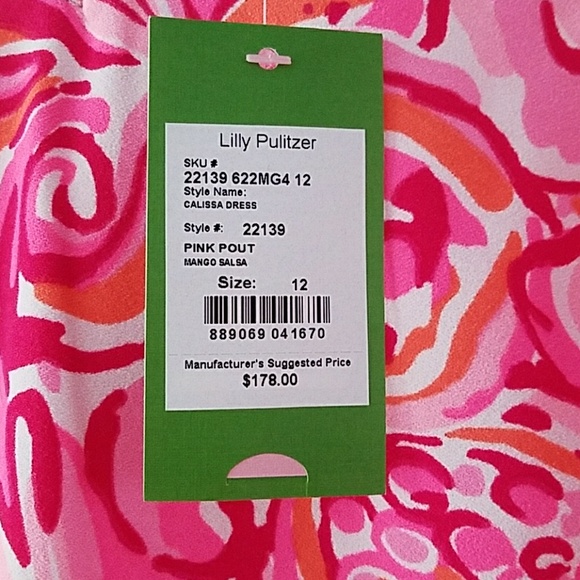 Lilly Pulitzer
SKU #
22139 622MG4 12
Style Name:
CALISSA DRESS
Style #: 22139
PINK POUT
MANGO SALSA
Size: 12
889069 041670
Manufacturer's Suggested Price
$178.00